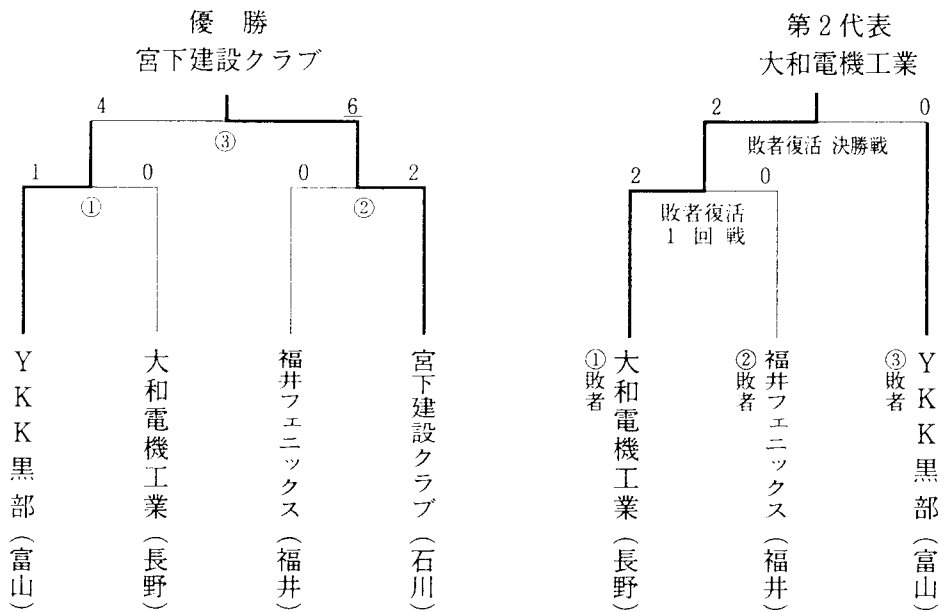 優 勝
宮下建設クラブ
4
6
③
1
0
0
2
①
②
YKK黒部(富山)
大和電機工業(長野)
福井フェニックス(福井)
宮下建設クラブ(石川)
第2代表
大和電機工業
2
0
敗者復活 決勝戦
2
0
敗者復活
1 回 戦
①敗者
大和電機工業(長野)
②敗者
福井フェニックス(福井)
③敗者
YKK黒部(富山)